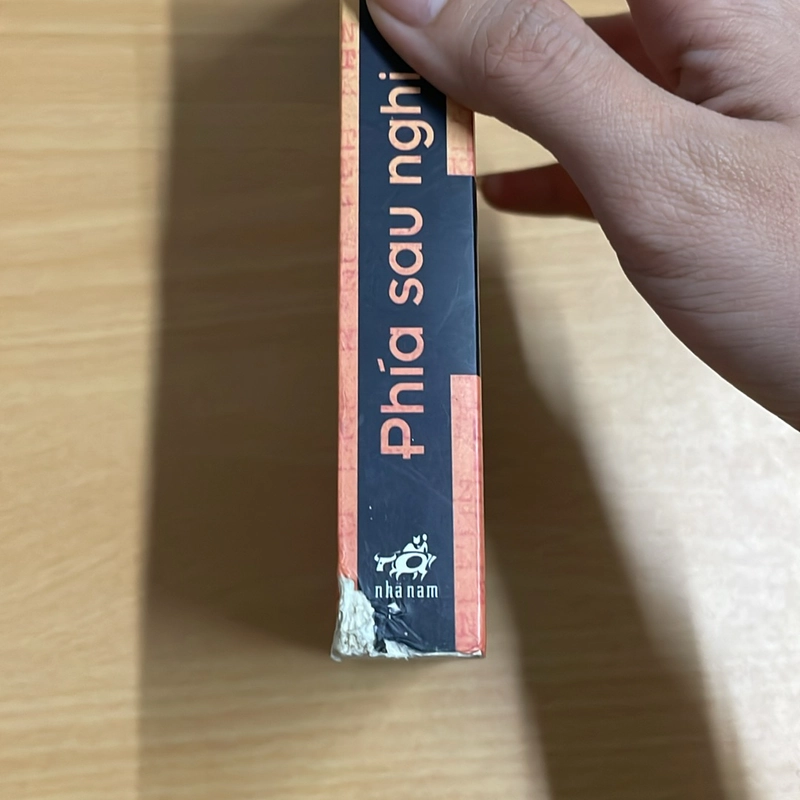 Phía sau nghi
nhã nam